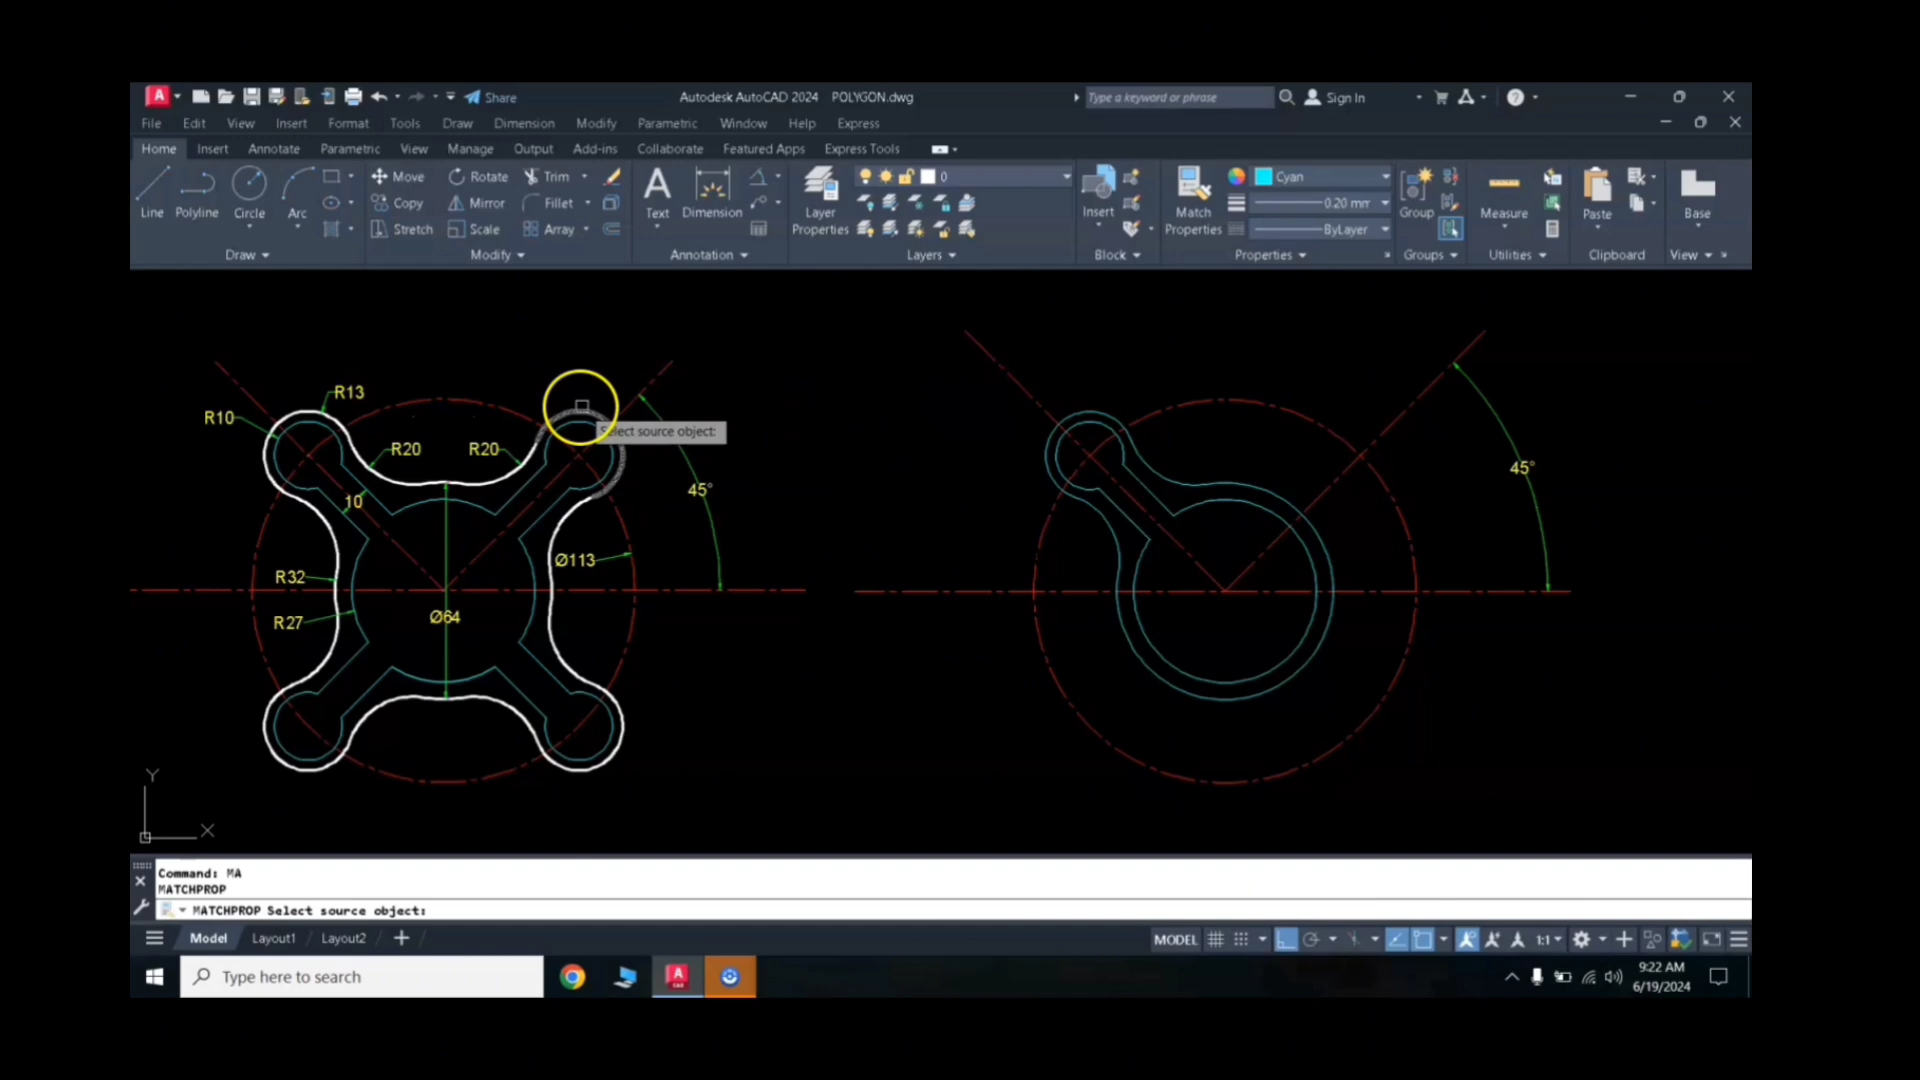 Share
Autodesk AutoCAD 2024 POLYGON.dwg
Type a keyword or phrase
Sign In
File Edit View Insert Format Tools Draw Dimension Modify Parametric Window Help Express
Home Insert Annotate Parametric View Manage Output Add-ins Collaborate Featured Apps Express Tools
Line Polyline Circle Arc
Move Rotate Trim
Copy Mirror Fillet
Stretch Scale Array
Text Dimension
Layer Properties
0
Insert
Match Properties
Cyan
0.20 mm
ByLayer
Group
Measure
Paste
Base
Draw Modify Annotation Layers Block Properties Groups Utilities Clipboard View
R13
R10
R20
R20
Select source object:
45°
10
Ø113
R32
R27
Ø64
45°
Y
X
Command: MA
MATCHPROP
MATCHPROP Select source object:
Model Layout1 Layout2
MODEL
1:1
Type here to search
9:22 AM
6/19/2024